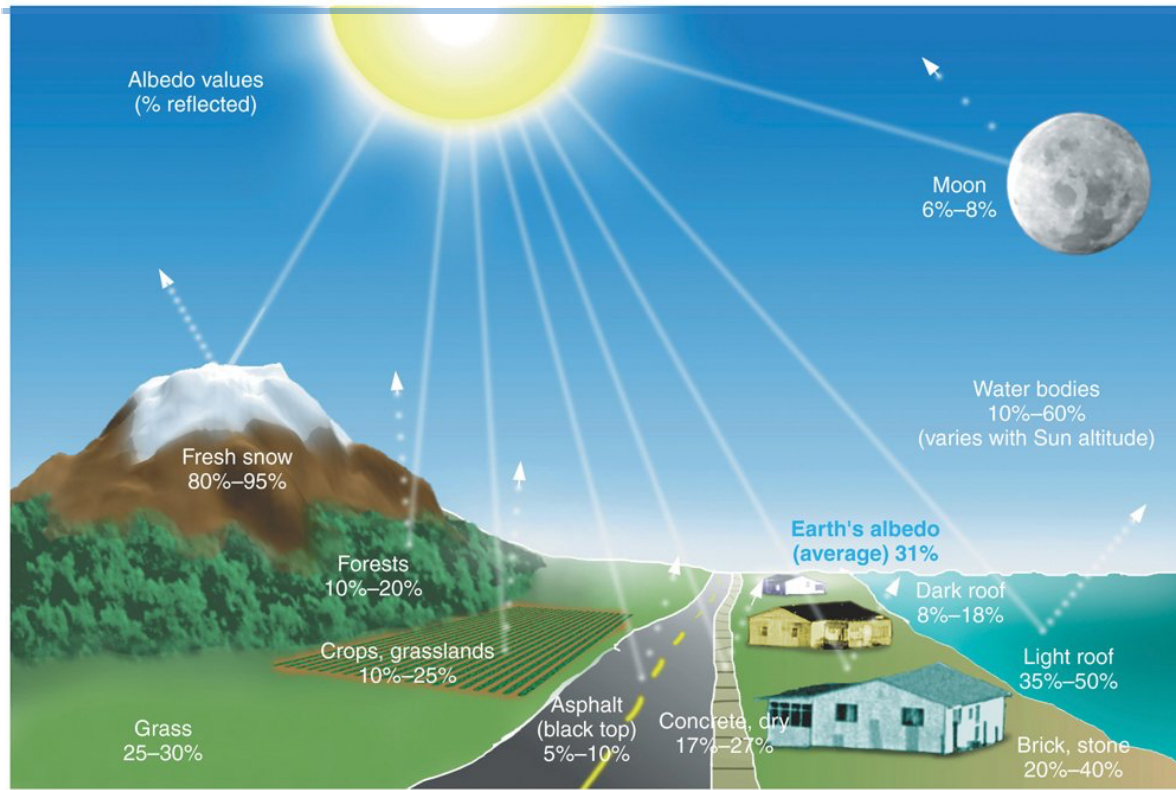 Albedo values
(% reflected)
Moon
6%–8%
Water bodies
10%–60%
(varies with Sun altitude)
Fresh snow
80%–95%
Earth's albedo
(average) 31%
Forests
10%–20%
Dark roof
8%–18%
Crops, grasslands
10%–25%
Light roof
35%–50%
Grass
25–30%
Asphalt
(black top)
5%–10%
Concrete, dry
17%–27%
Brick, stone
20%–40%